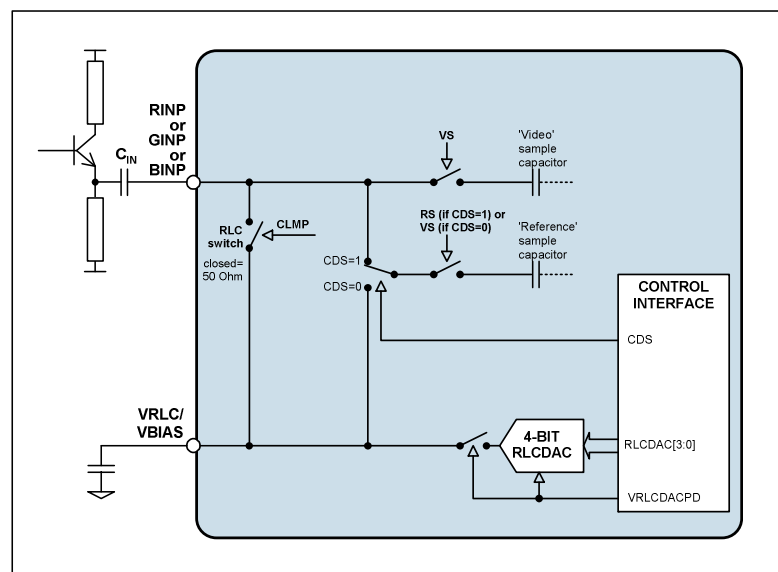 RINP
or
GINP
or
BINP
CIN
VS
'Video'
sample
capacitor
RLC
switch
CLMP
closed=
50 Ohm
RS (if CDS=1) or
VS (if CDS=0)
'Reference'
sample
capacitor
CDS=1
CDS=0
CONTROL
INTERFACE
CDS
VRLC/
VBIAS
4-BIT
RLCDAC
RLCDAC[3:0]
VRLCDACPD